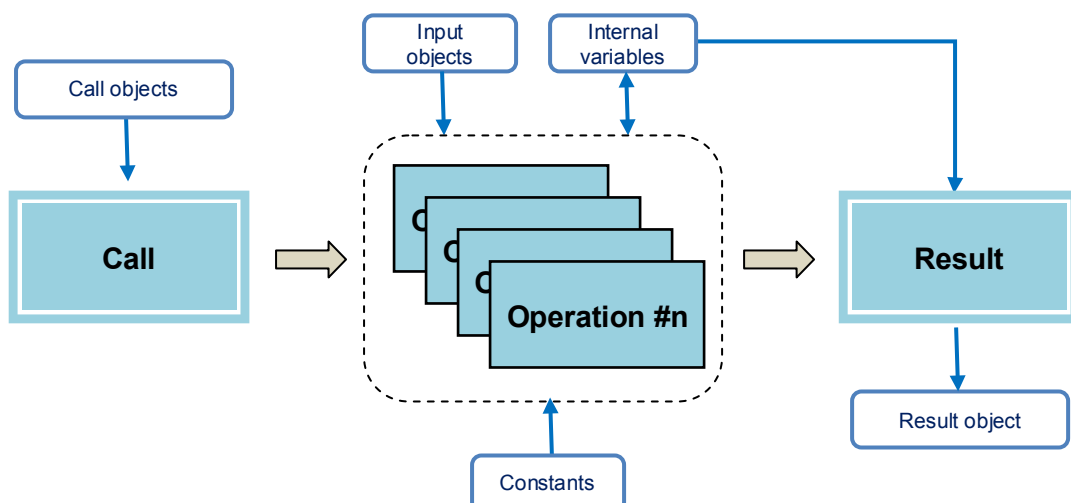 Input
objects
Internal
variables
Call objects
Call
O
O
O
Operation #n
Result
Result object
Constants